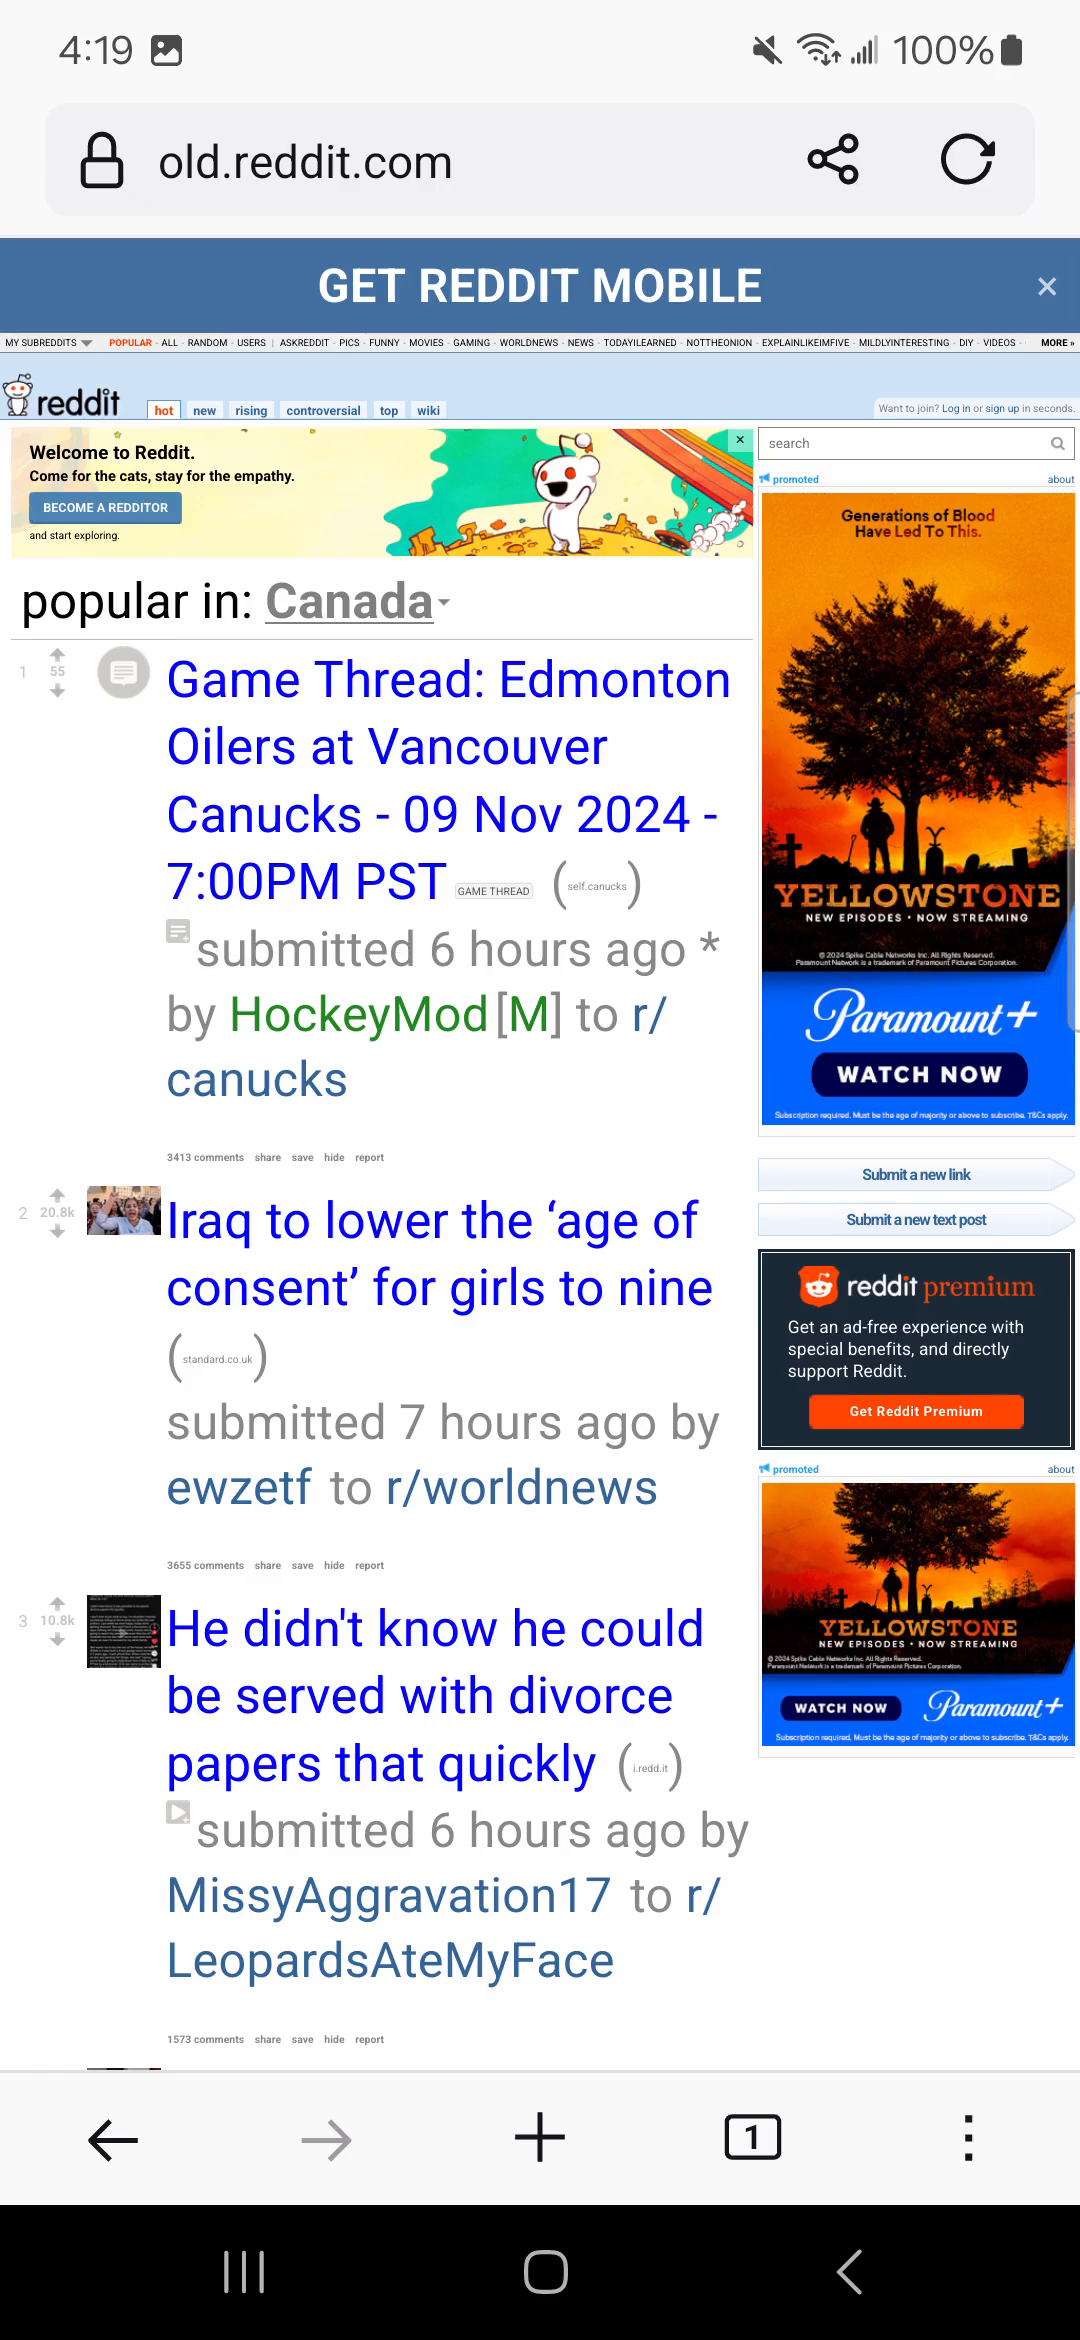 4:19 100%
old.reddit.com
GET REDDIT MOBILE ×
MY SUBREDDITS POPULAR - ALL - RANDOM - USERS | ASKREDDIT - PICS - FUNNY - MOVIES - GAMING - WORLDNEWS - NEWS - TODAYILEARNED - NOTTHEONION - EXPLAINLIKEIMFIVE - MILDLYINTERESTING - DIY - VIDEOS - MORE »
reddit hot new rising controversial top wiki
Want to join? Log in or sign up in seconds.
Welcome to Reddit.
Come for the cats, stay for the empathy.
BECOME A REDDITOR
and start exploring.
×
popular in: Canada
1
55
Game Thread: Edmonton
Oilers at Vancouver
Canucks - 09 Nov 2024 -
7:00PM PST GAME THREAD (self.canucks)
submitted 6 hours ago *
by HockeyMod[M] to r/
canucks
3413 comments share save hide report
2
20.8k
Iraq to lower the ‘age of
consent’ for girls to nine
(standard.co.uk)
submitted 7 hours ago by
ewzetf to r/worldnews
3655 comments share save hide report
3
10.8k
He didn't know he could
be served with divorce
papers that quickly (i.redd.it)
submitted 6 hours ago by
MissyAggravation17 to r/
LeopardsAteMyFace
1573 comments share save hide report
search
promoted about
Generations of Blood
Have Led To This.
YELLOWSTONE
NEW EPISODES • NOW STREAMING
© 2024 Spike Cable Networks Inc. All Rights Reserved.
Paramount Network is a trademark of Paramount Pictures Corporation.
Paramount+
WATCH NOW
Subscription required. Must be the age of majority or above to subscribe. T&Cs apply.
Submit a new link
Submit a new text post
reddit premium
Get an ad-free experience with
special benefits, and directly
support Reddit.
Get Reddit Premium
promoted about
YELLOWSTONE
NEW EPISODES • NOW STREAMING
© 2024 Spike Cable Networks Inc. All Rights Reserved.
Paramount Network is a trademark of Paramount Pictures Corporation.
WATCH NOW Paramount+
Subscription required. Must be the age of majority or above to subscribe. T&Cs apply.
1